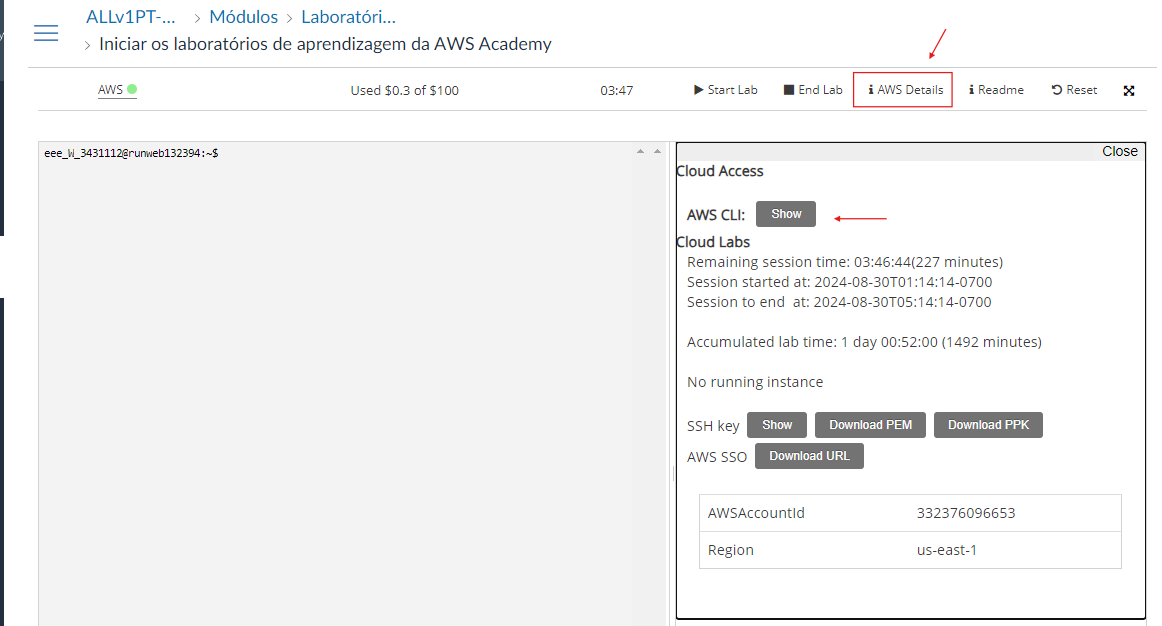 ALLv1PT-... > Módulos > Laboratóri...
> Iniciar os laboratórios de aprendizagem da AWS Academy
AWS Used $0.3 of $100 03:47 Start Lab End Lab AWS Details Readme Reset
eee_W_3431112@runweb132394:~$
Close
Cloud Access
AWS CLI: Show
Cloud Labs
Remaining session time: 03:46:44(227 minutes)
Session started at: 2024-08-30T01:14:14-0700
Session to end at: 2024-08-30T05:14:14-0700
Accumulated lab time: 1 day 00:52:00 (1492 minutes)
No running instance
SSH key Show Download PEM Download PPK
AWS SSO Download URL
AWSAccountId 332376096653
Region us-east-1